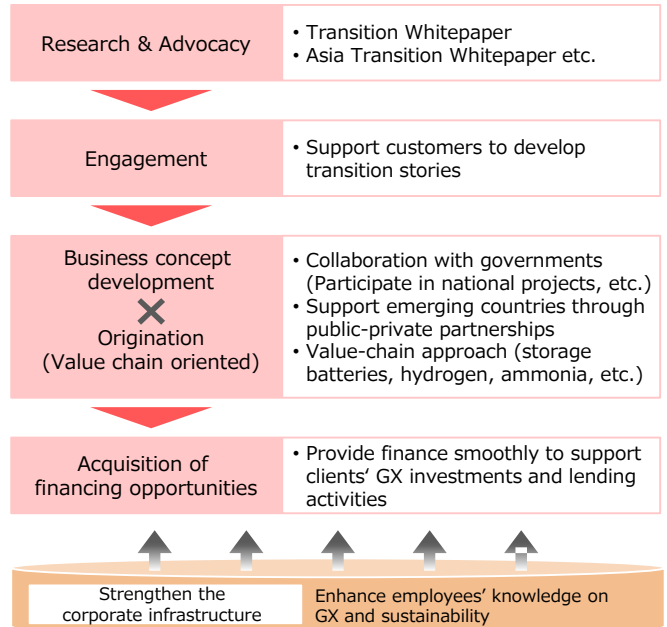 Research & Advocacy
• Transition Whitepaper
• Asia Transition Whitepaper etc.
Engagement
• Support customers to develop
transition stories
Business concept
development
Origination
(Value chain oriented)
• Collaboration with governments
(Participate in national projects, etc.)
• Support emerging countries through
public-private partnerships
• Value-chain approach (storage
batteries, hydrogen, ammonia, etc.)
Acquisition of
financing opportunities
• Provide finance smoothly to support
clients‘ GX investments and lending
activities
Strengthen the
corporate infrastructure
Enhance employees’ knowledge on
GX and sustainability